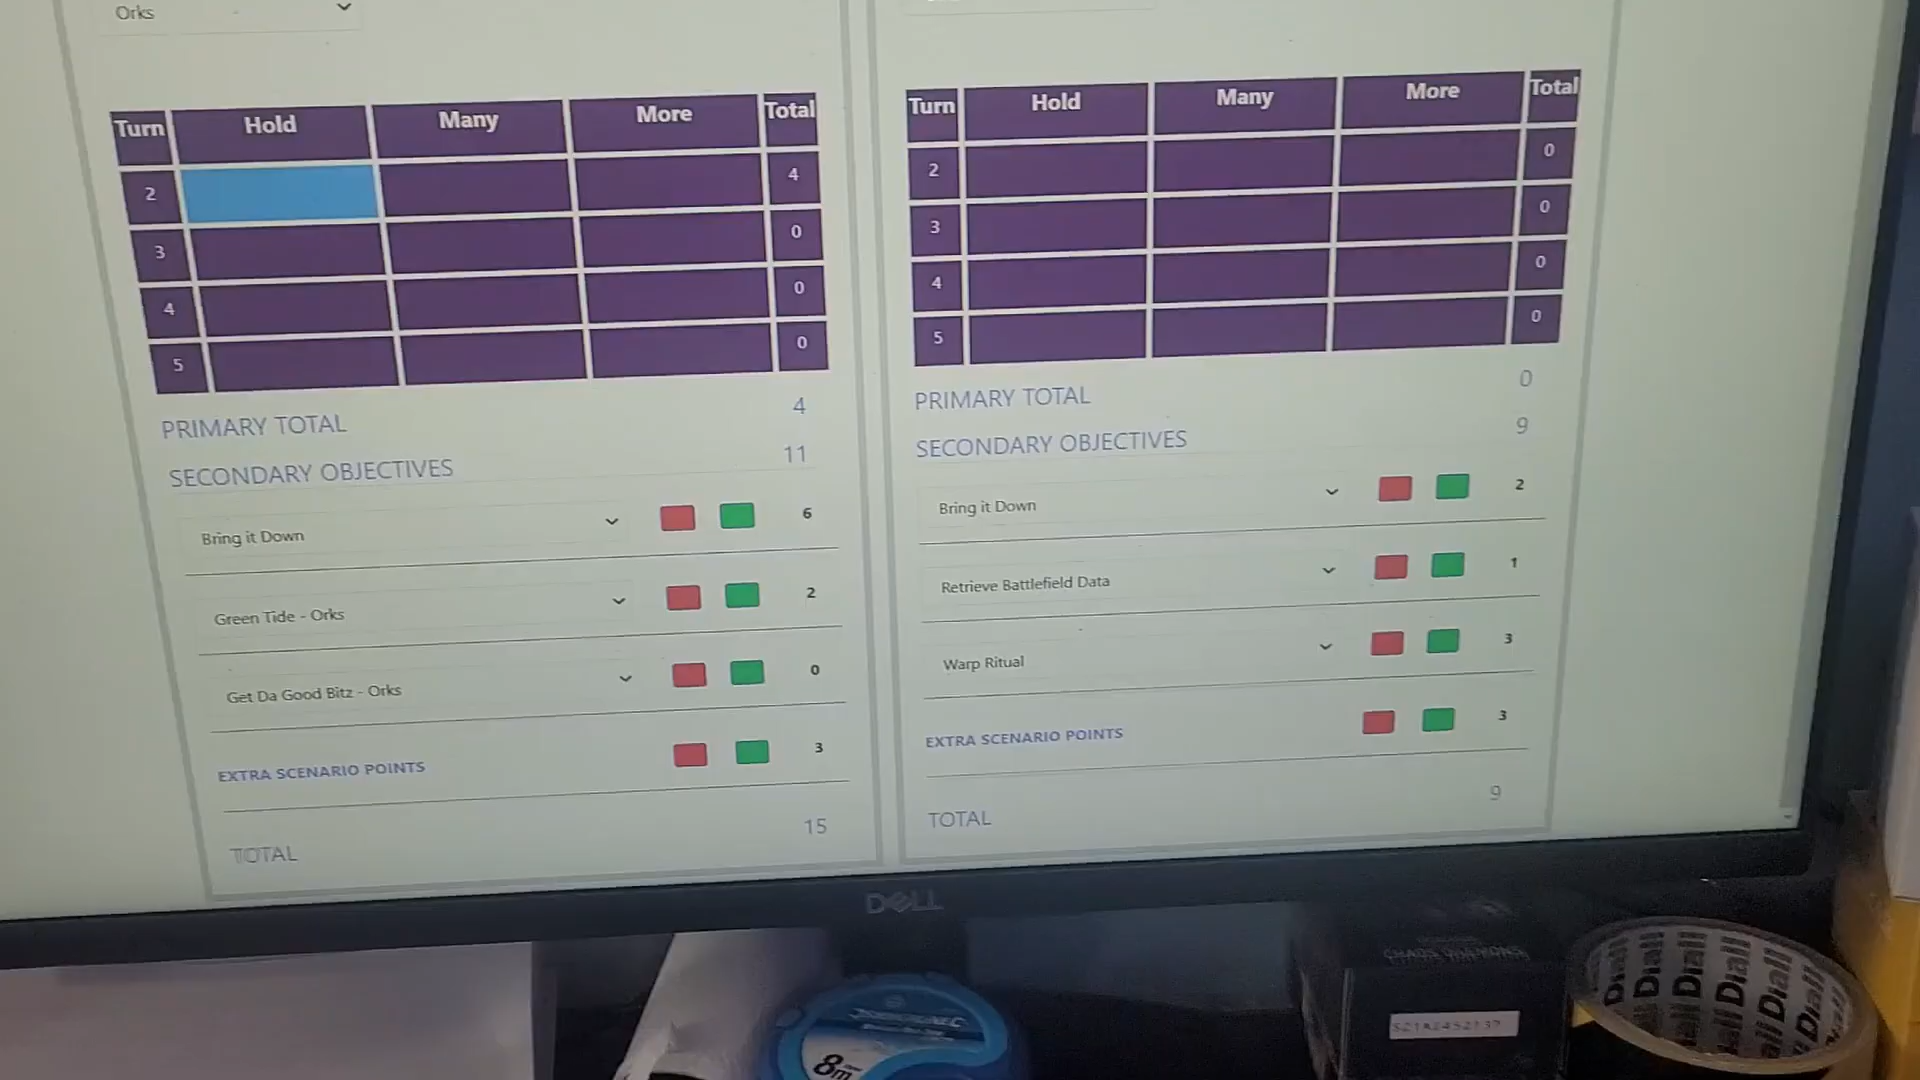 Orks
Turn Hold Many More Total
2 4
3 0
4 0
5 0
PRIMARY TOTAL 4
SECONDARY OBJECTIVES 11
Bring it Down 6
Green Tide - Orks 2
Get Da Good Bitz - Orks 0
EXTRA SCENARIO POINTS 3
TOTAL 15
Turn Hold Many More Total
2 0
3 0
4 0
5 0
PRIMARY TOTAL 0
SECONDARY OBJECTIVES 9
Bring it Down 2
Retrieve Battlefield Data 1
Warp Ritual 3
EXTRA SCENARIO POINTS 3
TOTAL 9
DELL
8m
Diall Diall Diall Diall Diall Diall